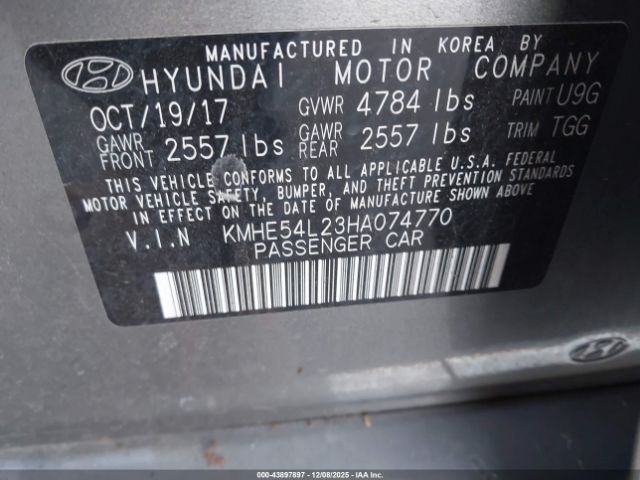 MANUFACTURED IN KOREA BY
HYUNDAI MOTOR COMPANY
OCT/19/17 GVWR 4784 lbs PAINT U9G
GAWR FRONT 2557 lbs GAWR REAR 2557 lbs TRIM TGG
THIS VEHICLE CONFORMS TO ALL APPLICABLE U.S.A. FEDERAL
MOTOR VEHICLE SAFETY, BUMPER, AND THEFT PREVENTION STANDARDS
IN EFFECT ON THE DATE OF MANUFACTURE SHOWN ABOVE
V.I.N KMHE54L23HA074770
PASSENGER CAR
000-43897897 - 12/08/2025 - IAAI.CA